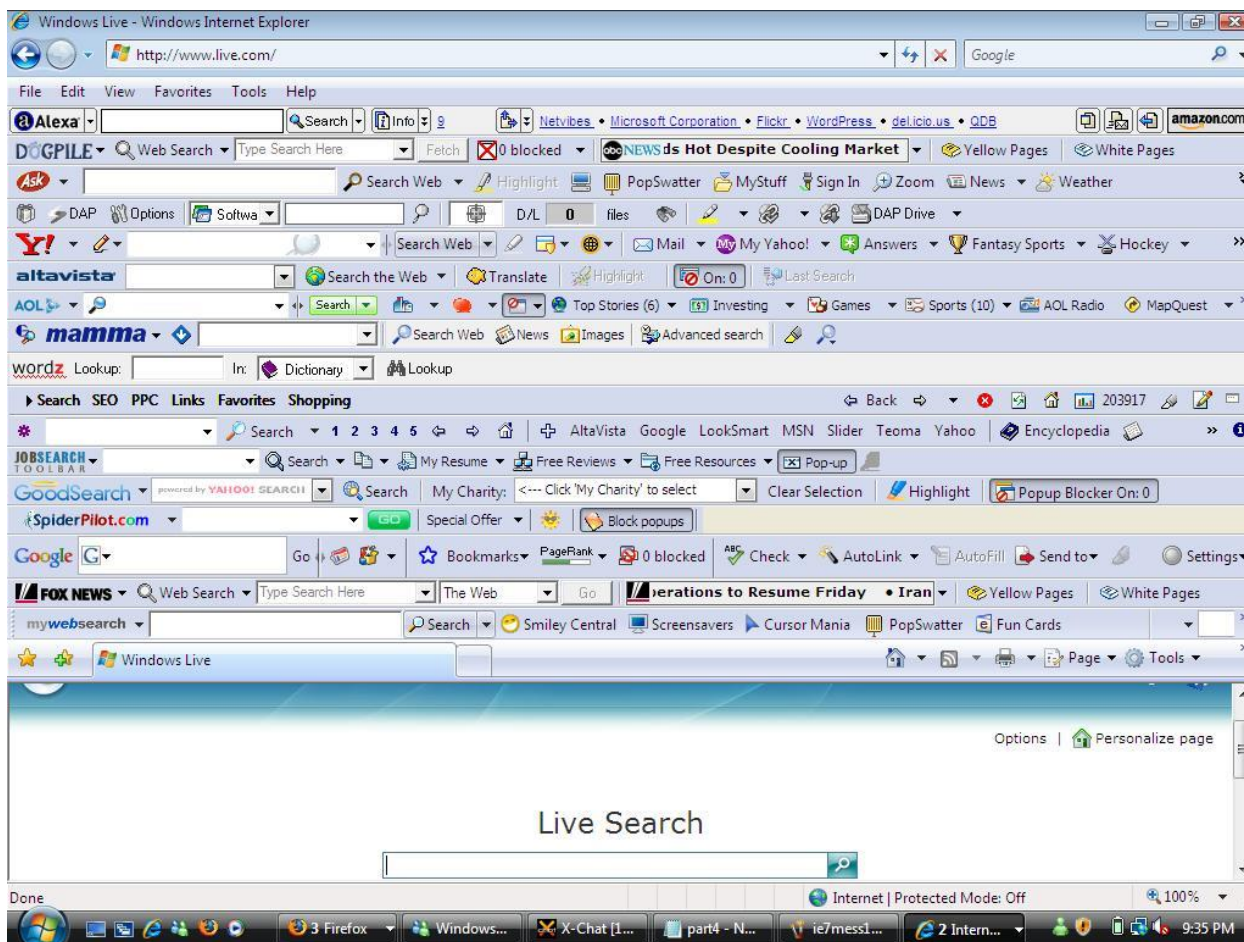 Windows Live - Windows Internet Explorer
http://www.live.com/ Google
File Edit View Favorites Tools Help
Alexa Search Info 9 Netvibes • Microsoft Corporation • Flickr • WordPress • del.icio.us • QDB amazon.com
DOGPILE Web Search Type Search Here Fetch 0 blocked abc NEWS ds Hot Despite Cooling Market Yellow Pages White Pages
Ask Search Web Highlight PopSwatter MyStuff Sign In Zoom News Weather
DAP Options Softwa D/L 0 files DAP Drive
Y! Search Web Mail My Yahoo! Answers Fantasy Sports Hockey »
altavista Search the Web Translate Highlight On: 0 Last Search
AOL Search Top Stories (6) Investing Games Sports (10) AOL Radio MapQuest
mamma Search Web News Images Advanced search
wordz Lookup: In: Dictionary Lookup
Search SEO PPC Links Favorites Shopping Back 203917
Search 1 2 3 4 5 AltaVista Google LookSmart MSN Slider Teoma Yahoo Encyclopedia »
JOBSEARCH TOOLBAR Search My Resume Free Reviews Free Resources Pop-up
GoodSearch powered by YAHOO! SEARCH Search My Charity: <--- Click 'My Charity' to select Clear Selection Highlight Popup Blocker On: 0
SpiderPilot.com GO Special Offer Block popups
Google G Go Bookmarks PageRank 0 blocked ABC Check AutoLink AutoFill Send to Settings
FOX NEWS Web Search Type Search Here The Web Go erations to Resume Friday • Iran Yellow Pages White Pages
mywebsearch Search Smiley Central Screensavers Cursor Mania PopSwatter Fun Cards
Windows Live Page Tools
Options | Personalize page
Live Search
Done Internet | Protected Mode: Off 100%
3 Firefox Windows... X-Chat [1... part4 - N... ie7mess1... 2 Intern... 9:35 PM